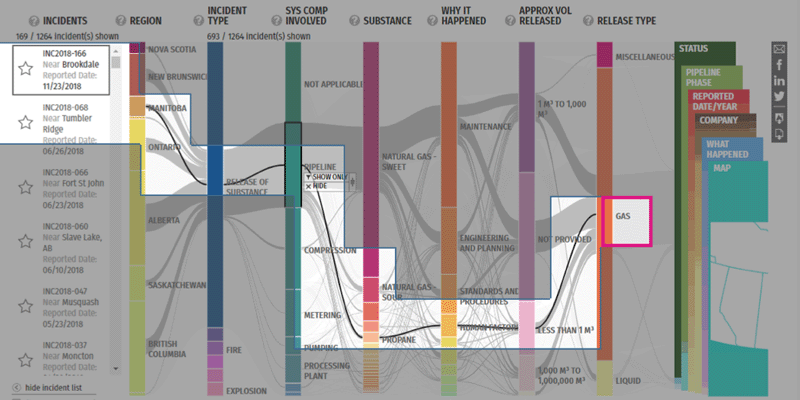 INCIDENTS
169 / 1264 incident(s) shown
REGION
INCIDENT
TYPE
693 / 1264 incident(s) shown
SYS COMP
INVOLVED
SUBSTANCE
WHY IT
HAPPENED
APPROX VOL
RELEASED
RELEASE TYPE
INC2018-166
Near Brookdale
Reported Date:
11/23/2018
INC2018-068
Near Tumbler
Ridge
Reported Date:
06/26/2018
INC2018-066
Near Fort St John
Reported Date:
06/23/2018
INC2018-060
Near Slave Lake,
AB
Reported Date:
06/10/2018
INC2018-047
Near Musquash
Reported Date:
05/23/2018
INC2018-037
Near Moncton
Reported Date:
hide incident list
NOVA SCOTIA
NEW BRUNSWICK
MANITOBA
ONTARIO
ALBERTA
SASKATCHEWAN
BRITISH
COLUMBIA
RELEASE OF
SUBSTANCE
FIRE
EXPLOSION
NOT APPLICABLE
PIPELINE
SHOW ONLY
HIDE
COMPRESSION
METERING
PUMPING
PROCESSING
PLANT
NATURAL GAS -
SWEET
NATURAL GAS -
SOUR
PROPANE
MAINTENANCE
ENGINEERING
AND PLANNING
STANDARDS AND
PROCEDURES
HUMAN FACTORS
1 M³ TO 1,000
M³
NOT PROVIDED
LESS THAN 1 M³
1,000 M³ TO
1,000,000 M³
MISCELLANEOUS
GAS
LIQUID
STATUS
PIPELINE
PHASE
REPORTED
DATE/YEAR
COMPANY
WHAT
HAPPENED
MAP